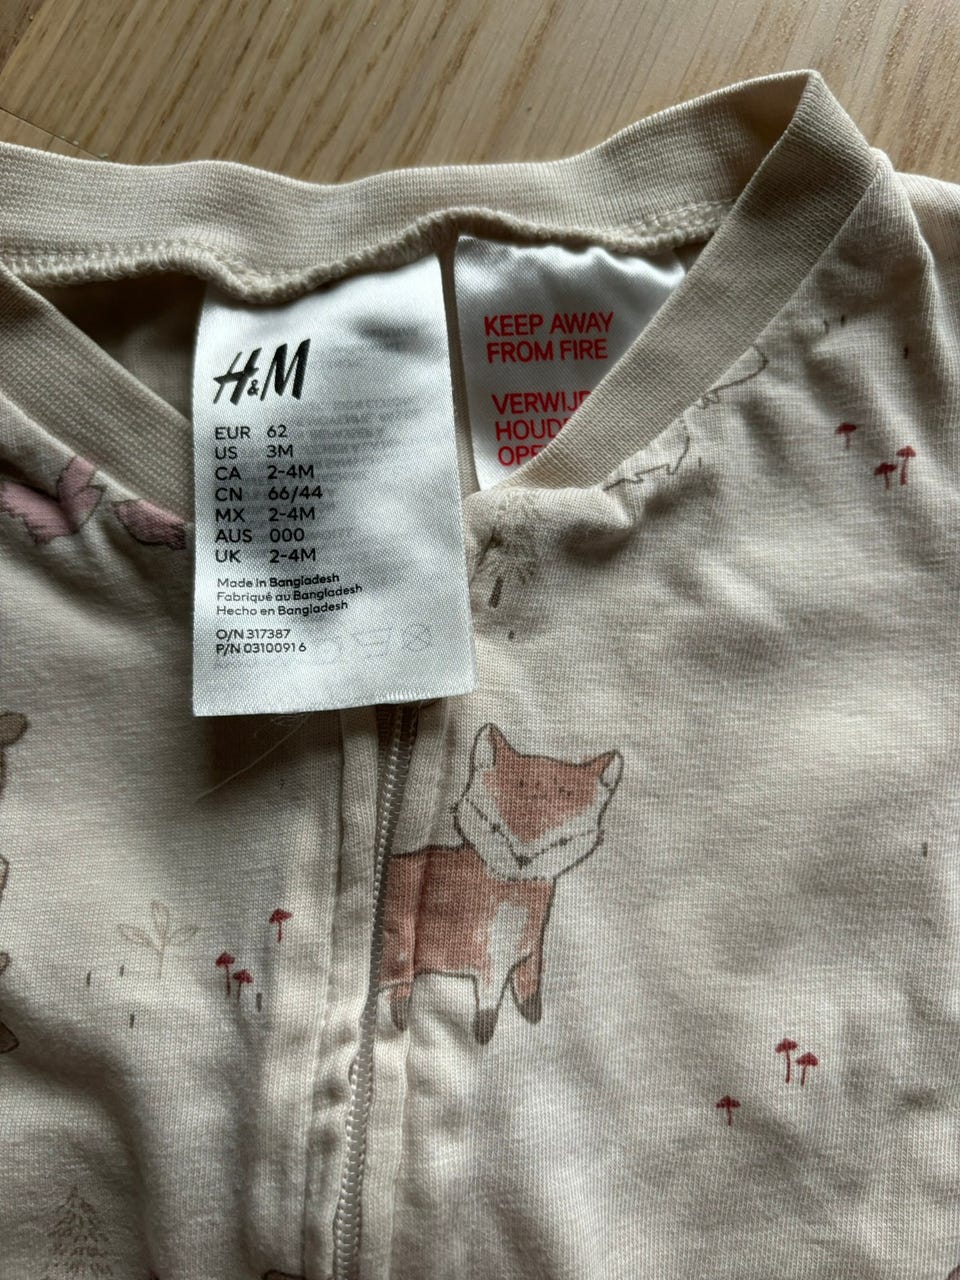 H&M
EUR 62
US 3M
CA 2-4M
CN 66/44
MX 2-4M
AUS 000
UK 2-4M
Made in Bangladesh
Fabriqué au Bangladesh
Hecho en Bangladesh
O/N 317387
P/N 03100916
KEEP AWAY
FROM FIRE